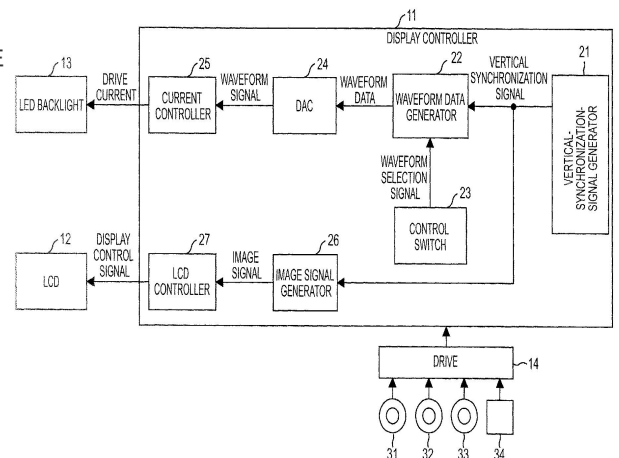 11
DISPLAY CONTROLLER
E
13
LED BACKLIGHT
DRIVE
CURRENT
25
CURRENT
CONTROLLER
WAVEFORM
SIGNAL
24
DAC
WAVEFORM
DATA
22
WAVEFORM DATA
GENERATOR
VERTICAL
SYNCHRONIZATION
SIGNAL
21
VERTICAL-
SYNCHRONIZATION-
SIGNAL GENERATOR
WAVEFORM
SELECTION
SIGNAL
23
CONTROL
SWITCH
12
LCD
DISPLAY
CONTROL
SIGNAL
27
LCD
CONTROLLER
IMAGE
SIGNAL
26
IMAGE SIGNAL
GENERATOR
DRIVE
14
31
32
33
34